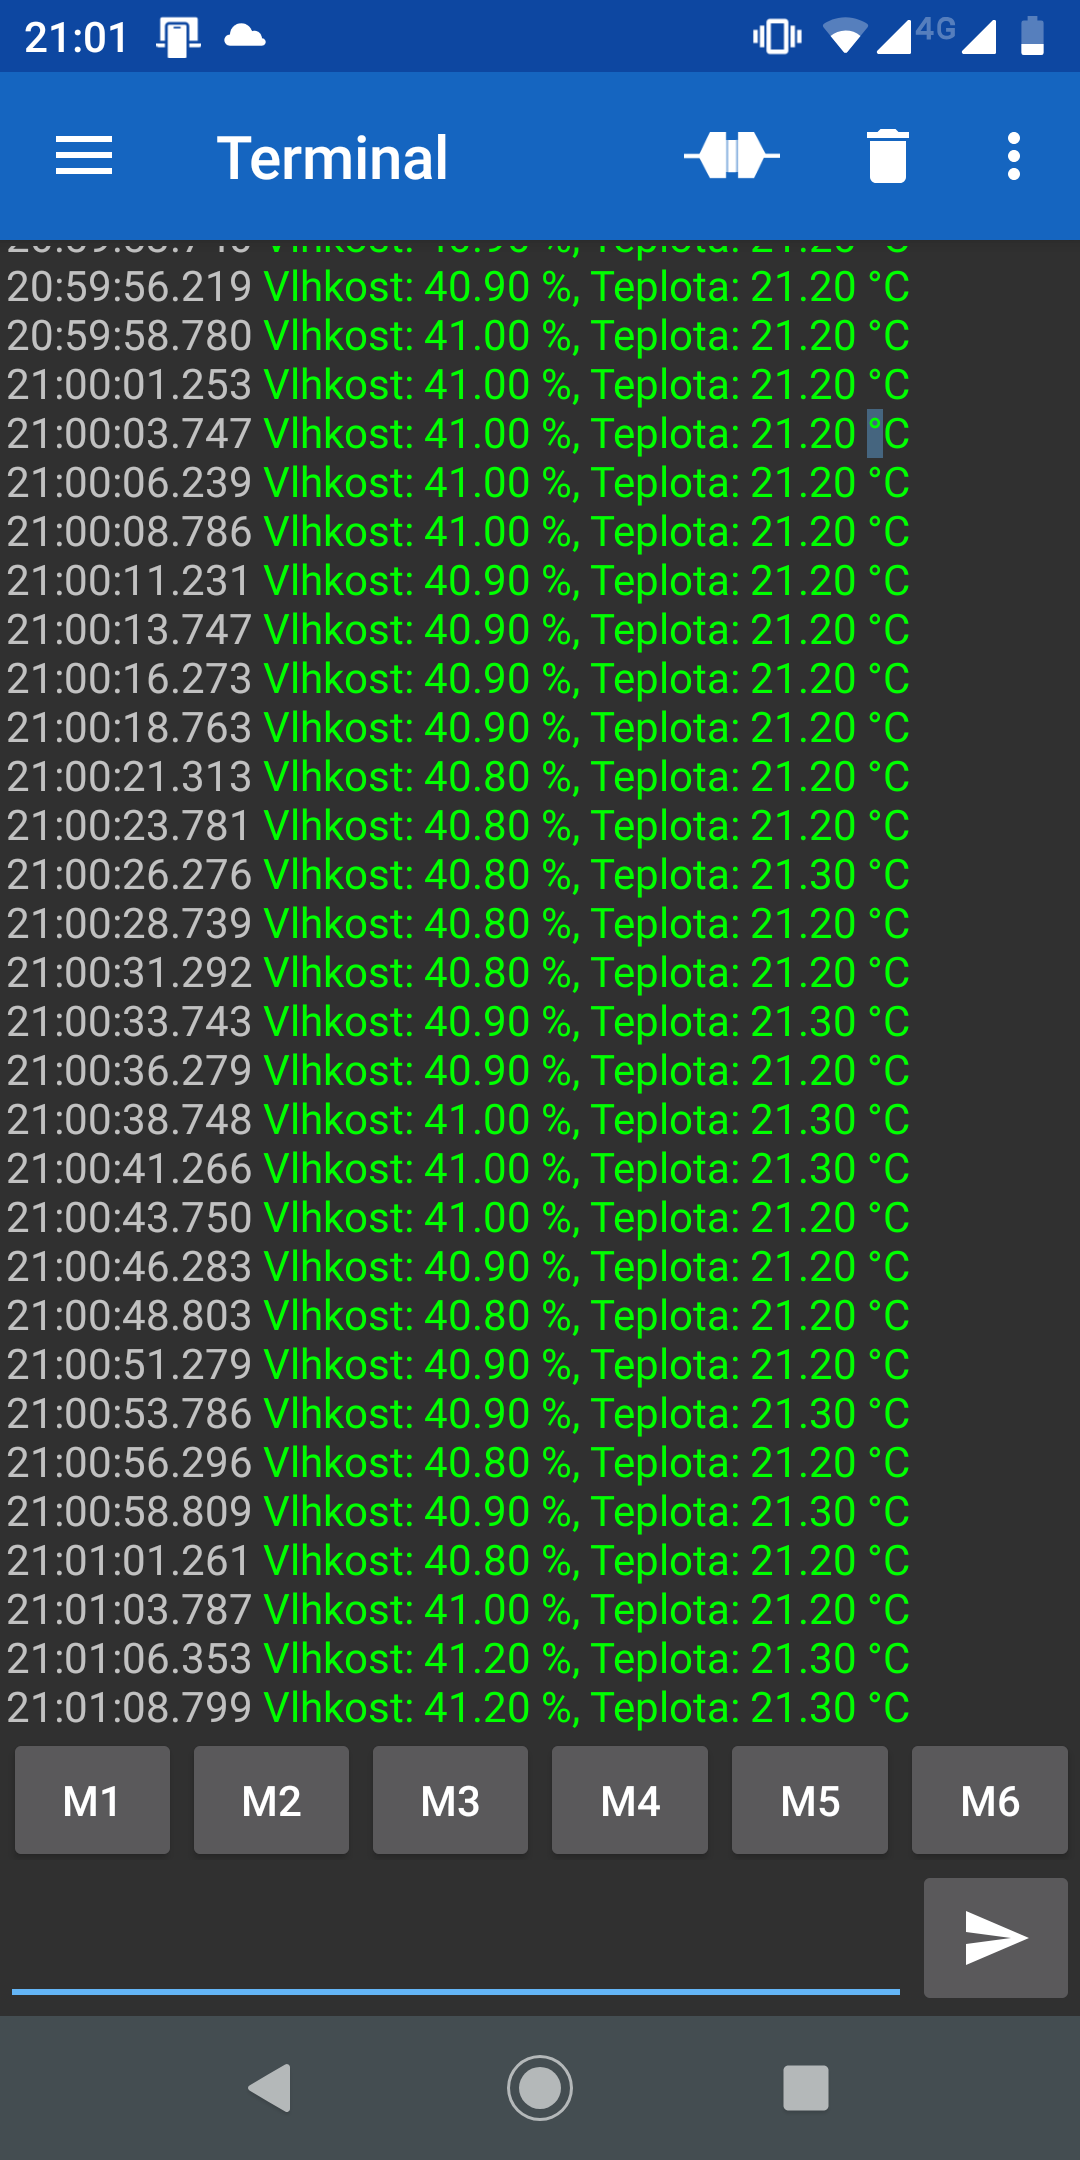 21:01
4G
Terminal
20:59:56.219 Vlhkost: 40.90 %, Teplota: 21.20 °C
20:59:58.780 Vlhkost: 41.00 %, Teplota: 21.20 °C
21:00:01.253 Vlhkost: 41.00 %, Teplota: 21.20 °C
21:00:03.747 Vlhkost: 41.00 %, Teplota: 21.20 °C
21:00:06.239 Vlhkost: 41.00 %, Teplota: 21.20 °C
21:00:08.786 Vlhkost: 41.00 %, Teplota: 21.20 °C
21:00:11.231 Vlhkost: 40.90 %, Teplota: 21.20 °C
21:00:13.747 Vlhkost: 40.90 %, Teplota: 21.20 °C
21:00:16.273 Vlhkost: 40.90 %, Teplota: 21.20 °C
21:00:18.763 Vlhkost: 40.90 %, Teplota: 21.20 °C
21:00:21.313 Vlhkost: 40.80 %, Teplota: 21.20 °C
21:00:23.781 Vlhkost: 40.80 %, Teplota: 21.20 °C
21:00:26.276 Vlhkost: 40.80 %, Teplota: 21.30 °C
21:00:28.739 Vlhkost: 40.80 %, Teplota: 21.20 °C
21:00:31.292 Vlhkost: 40.80 %, Teplota: 21.20 °C
21:00:33.743 Vlhkost: 40.90 %, Teplota: 21.30 °C
21:00:36.279 Vlhkost: 40.90 %, Teplota: 21.20 °C
21:00:38.748 Vlhkost: 41.00 %, Teplota: 21.30 °C
21:00:41.266 Vlhkost: 41.00 %, Teplota: 21.30 °C
21:00:43.750 Vlhkost: 41.00 %, Teplota: 21.20 °C
21:00:46.283 Vlhkost: 40.90 %, Teplota: 21.20 °C
21:00:48.803 Vlhkost: 40.80 %, Teplota: 21.20 °C
21:00:51.279 Vlhkost: 40.90 %, Teplota: 21.20 °C
21:00:53.786 Vlhkost: 40.90 %, Teplota: 21.30 °C
21:00:56.296 Vlhkost: 40.80 %, Teplota: 21.20 °C
21:00:58.809 Vlhkost: 40.90 %, Teplota: 21.30 °C
21:01:01.261 Vlhkost: 40.80 %, Teplota: 21.20 °C
21:01:03.787 Vlhkost: 41.00 %, Teplota: 21.20 °C
21:01:06.353 Vlhkost: 41.20 %, Teplota: 21.30 °C
21:01:08.799 Vlhkost: 41.20 %, Teplota: 21.30 °C
M1 M2 M3 M4 M5 M6